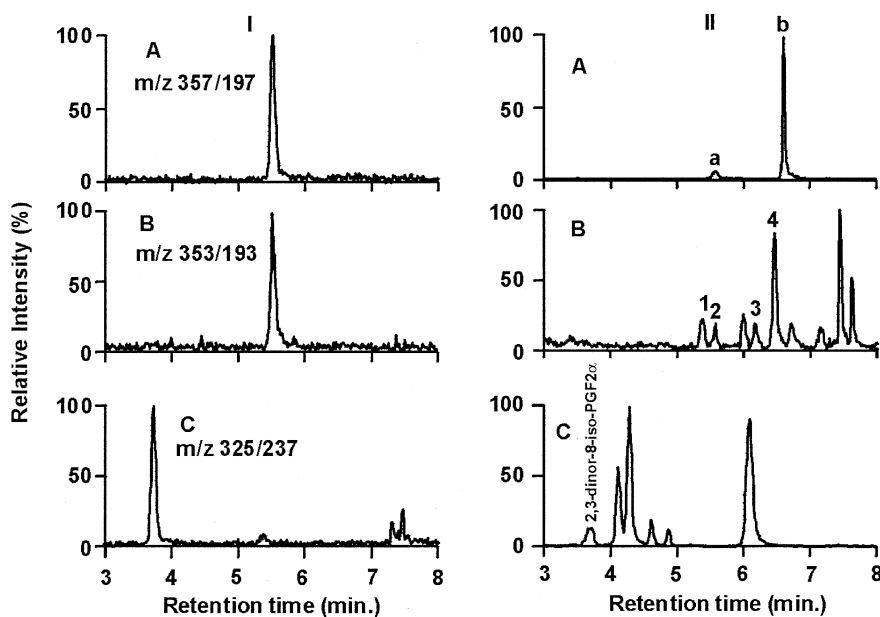 I
II
b
100
A
m/z 357/197
50
0
100
A
50
a
0
100
B
m/z 353/193
50
0
100
B
4
50
1
2
3
0
100
C
m/z 325/237
50
0
3 4 5 6 7 8
Retention time (min.)
100
C
2,3-dinor-8-iso-PGF2α
50
0
3 4 5 6 7 8
Retention time (min.)
Relative Intensity (%)